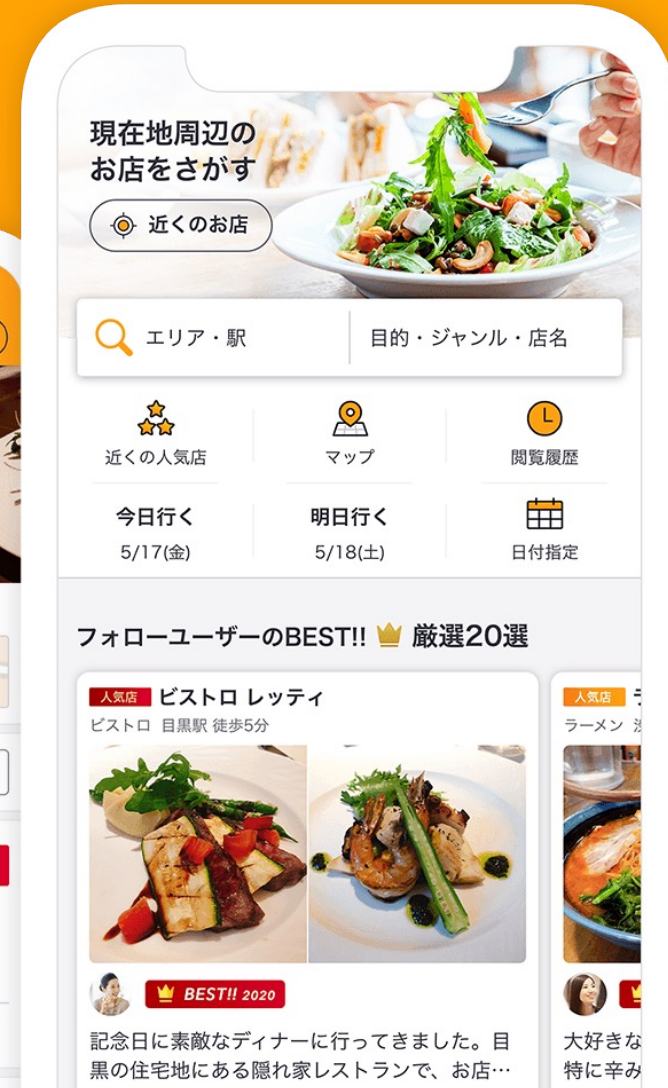 現在地周辺の
お店をさがす
近くのお店
エリア・駅
目的・ジャンル・店名
近くの人気店
マップ
閲覧履歴
今日行く
明日行く
5/17(金)
5/18(土)
日付指定
フォローユーザーのBEST!! 厳選20選
人気店 ビストロ レッティ
ビストロ 目黒駅 徒歩5分
BEST!! 2020
記念日に素敵なディナーに行ってきました。目
黒の住宅地にある隠れ家レストランで、お店…
人気店
ラーメン
大好きな
特に辛み